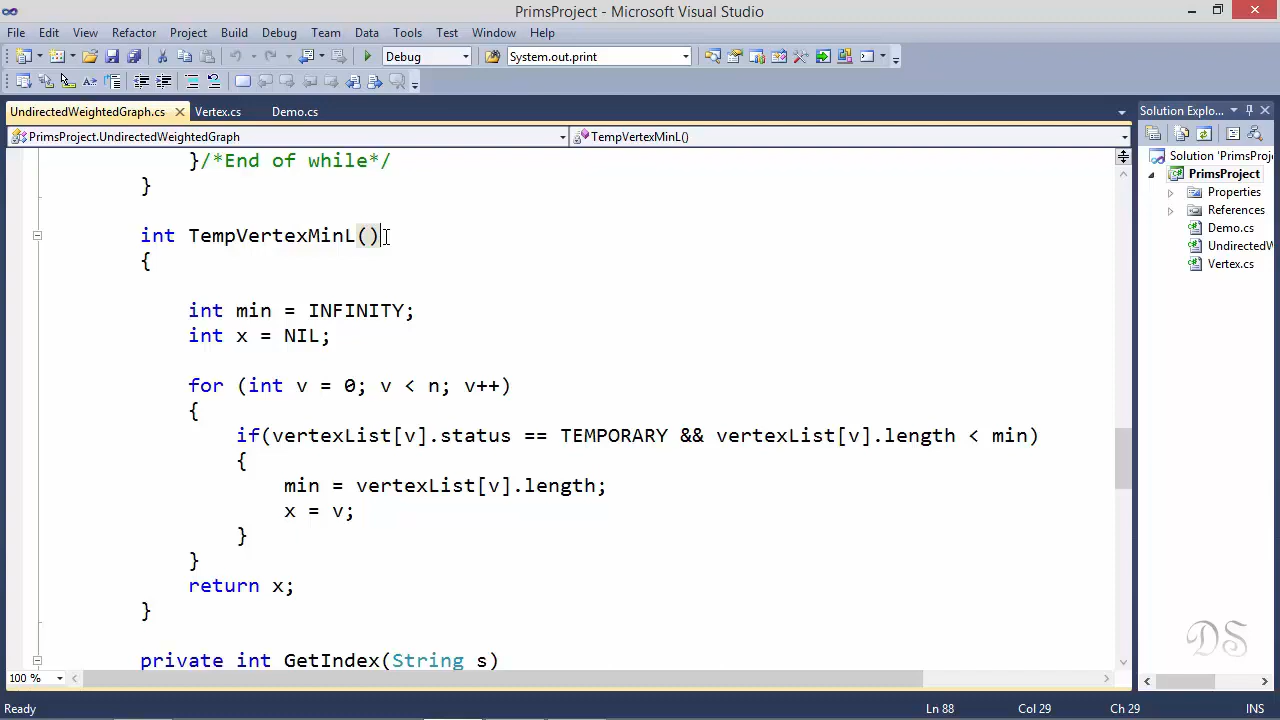 PrimsProject - Microsoft Visual Studio
File Edit View Refactor Project Build Debug Team Data Tools Test Window Help
Debug System.out.print
UndirectedWeightedGraph.cs Vertex.cs Demo.cs
PrimsProject.UndirectedWeightedGraph TempVertexMinL()
}/*End of while*/
}
int TempVertexMinL()
{
int min = INFINITY;
int x = NIL;
for (int v = 0; v < n; v++)
{
if(vertexList[v].status == TEMPORARY && vertexList[v].length < min)
{
min = vertexList[v].length;
x = v;
}
}
return x;
}
private int GetIndex(String s)
100 %
Solution Explo...
Solution 'PrimsProj
PrimsProject
Properties
References
Demo.cs
UndirectedW
Vertex.cs
DS
Ready Ln 88 Col 29 Ch 29 INS